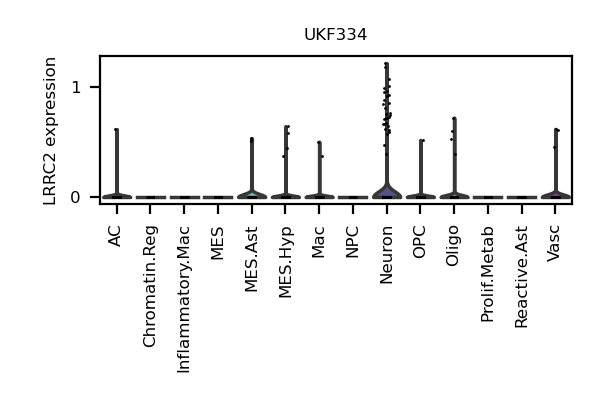 UKF334
LRRC2 expression
1
0
AC
Chromatin.Reg
Inflammatory.Mac
MES
MES.Ast
MES.Hyp
Mac
NPC
Neuron
OPC
Oligo
Prolif.Metab
Reactive.Ast
Vasc